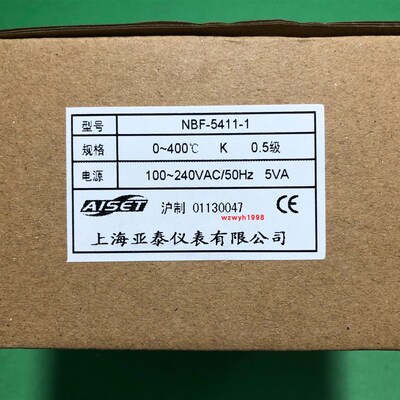 型号 NBF-5411-1
规格 0~400℃ K 0.5级
电源 100~240VAC/50Hz 5VA
AISET 沪制 01130047 CE
wzwyh1998
上海亚泰仪表有限公司